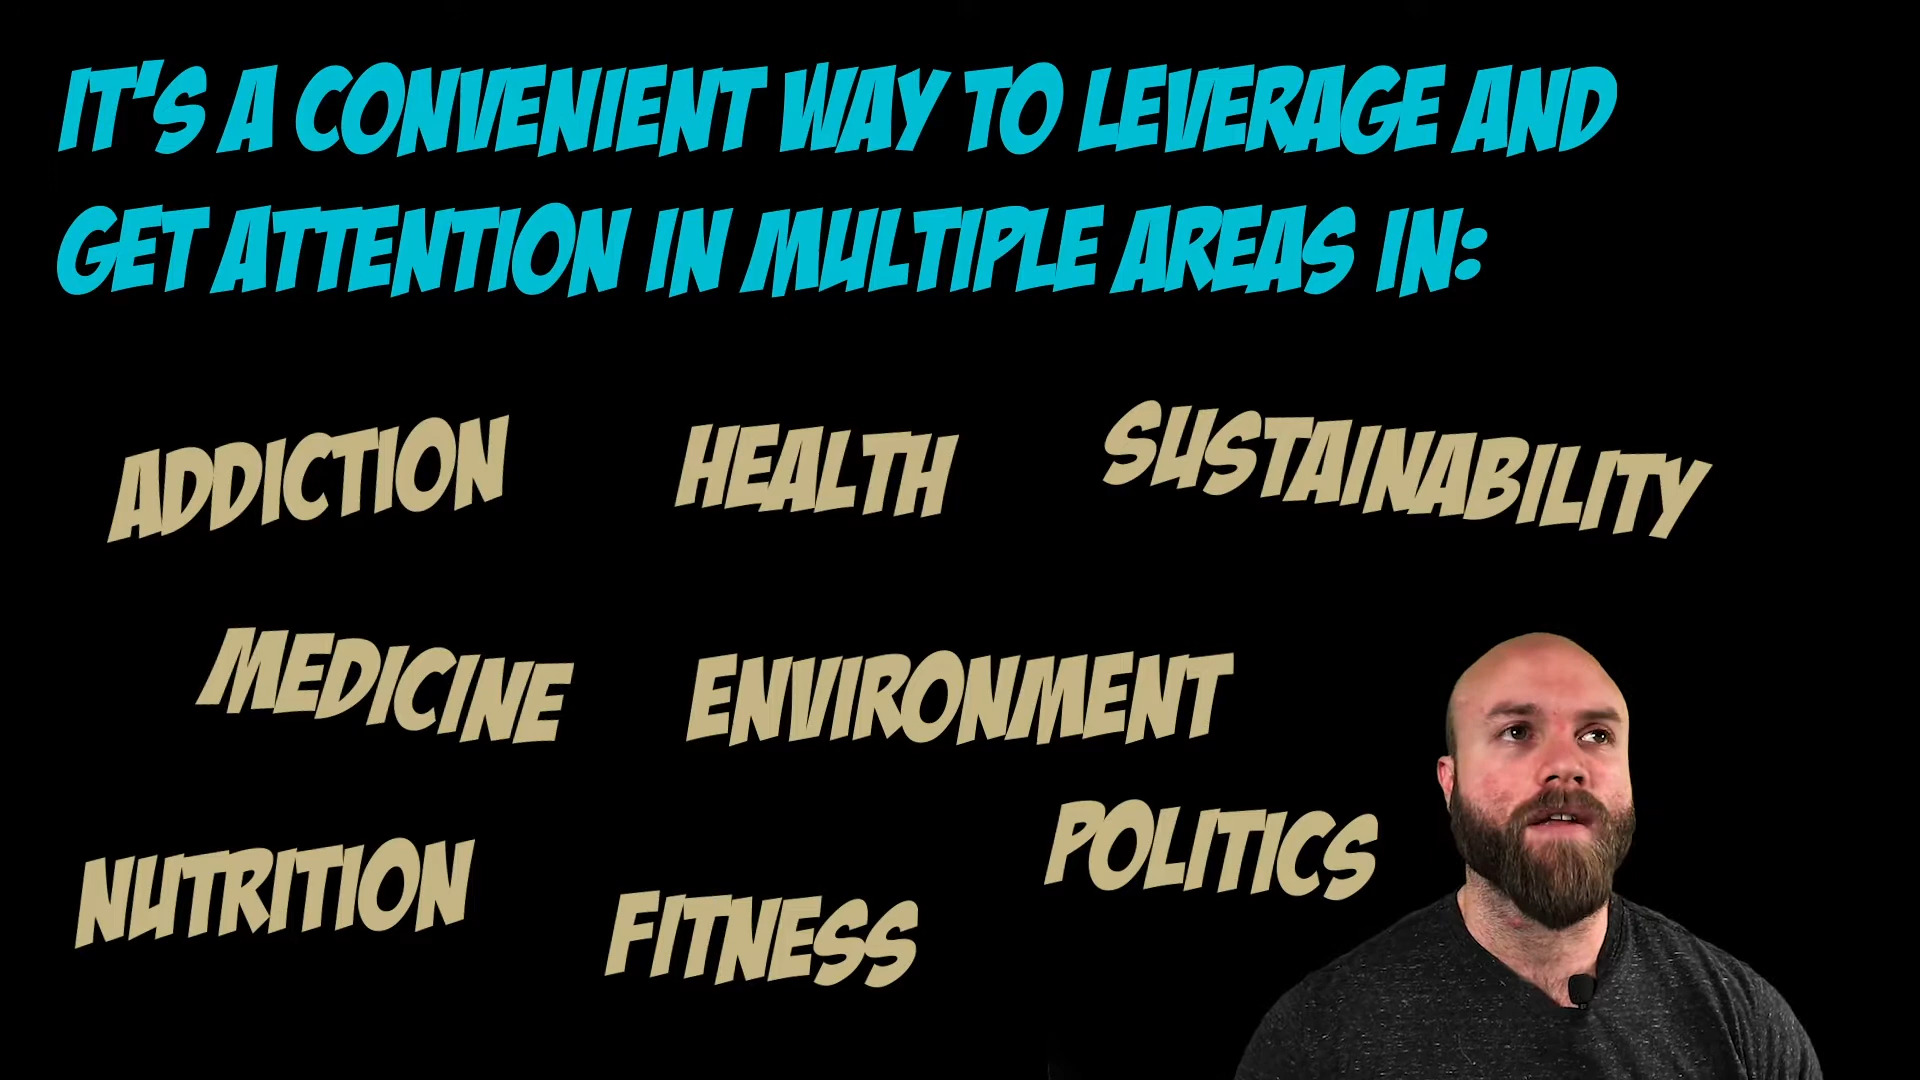 IT'S A CONVENIENT WAY TO LEVERAGE AND
GET ATTENTION IN MULTIPLE AREAS IN:
ADDICTION
HEALTH
SUSTAINABILITY
MEDICINE
ENVIRONMENT
NUTRITION
FITNESS
POLITICS